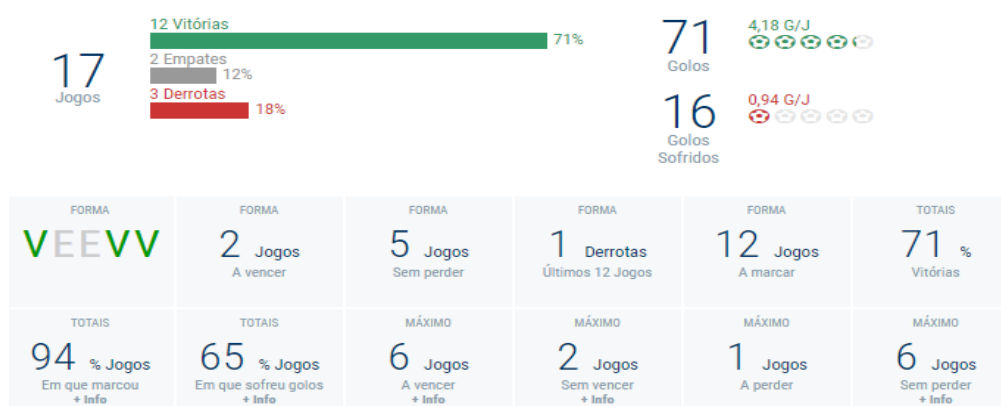 12 Vitórias
71%
2 Empates
12%
3 Derrotas
18%
17
Jogos
71
Golos
4,18 G/J
16
Golos
Sofridos
0,94 G/J
FORMA
VEEVV
FORMA
2 Jogos
A vencer
FORMA
5 Jogos
Sem perder
FORMA
1 Derrotas
Últimos 12 Jogos
FORMA
12 Jogos
A marcar
TOTAIS
71 %
Vitórias
TOTAIS
94 % Jogos
Em que marcou
+ Info
TOTAIS
65 % Jogos
Em que sofreu golos
+ Info
MÁXIMO
6 Jogos
A vencer
+ Info
MÁXIMO
2 Jogos
Sem vencer
+ Info
MÁXIMO
1 Jogos
A perder
MÁXIMO
6 Jogos
Sem perder
+ Info